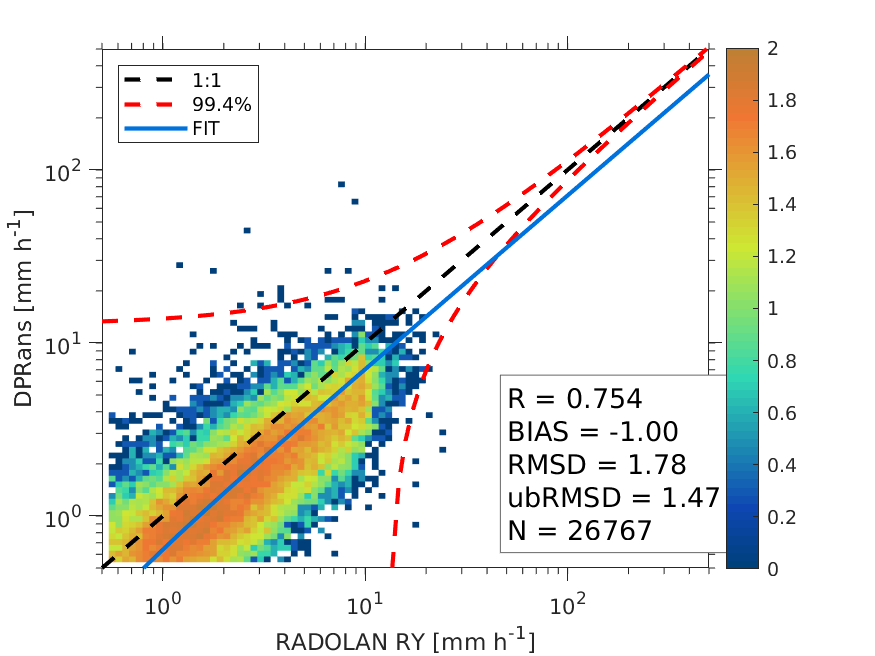 1:1
99.4%
FIT
10²
10¹
10⁰
DPRans [mm h⁻¹]
R = 0.754
BIAS = -1.00
RMSD = 1.78
ubRMSD = 1.47
N = 26767
10⁰ 10¹ 10²
RADOLAN RY [mm h⁻¹]
2
1.8
1.6
1.4
1.2
1
0.8
0.6
0.4
0.2
0